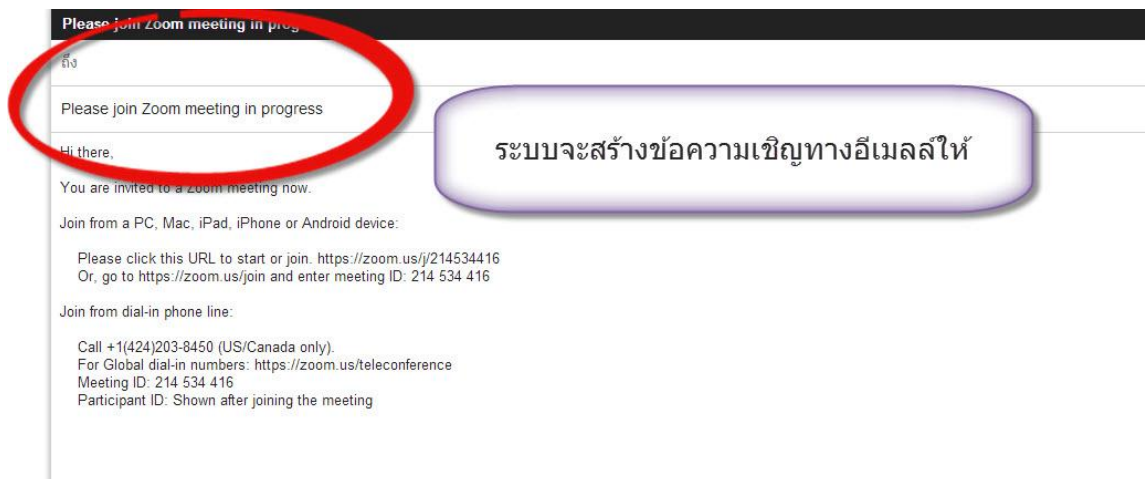 Please join Zoom meeting in prog
ถึง
Please join Zoom meeting in progress
ระบบจะสร้างข้อความเชิญทางอีเมลล์ให้
Hi there,
You are invited to a Zoom meeting now.
Join from a PC, Mac, iPad, iPhone or Android device:
Please click this URL to start or join. https://zoom.us/j/214534416
Or, go to https://zoom.us/join and enter meeting ID: 214 534 416
Join from dial-in phone line:
Call +1(424)203-8450 (US/Canada only).
For Global dial-in numbers: https://zoom.us/teleconference
Meeting ID: 214 534 416
Participant ID: Shown after joining the meeting